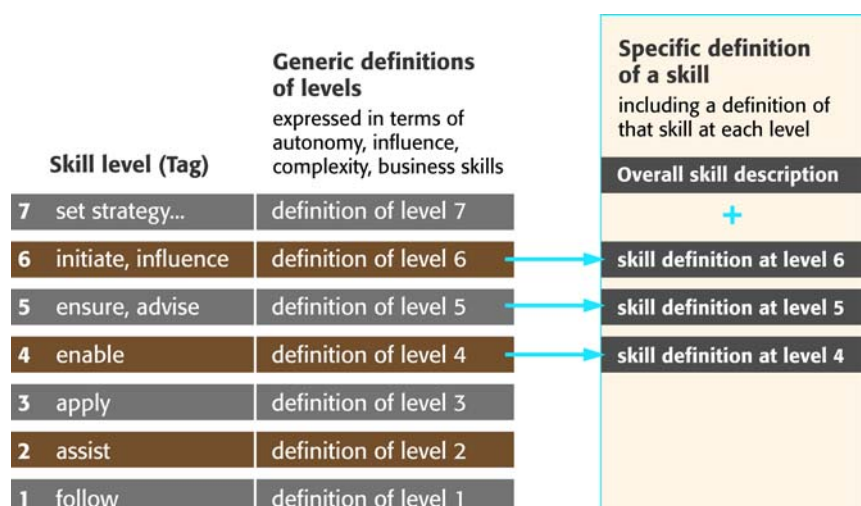 Generic definitions
of levels
expressed in terms of
autonomy, influence,
complexity, business skills
Specific definition
of a skill
including a definition of
that skill at each level
Skill level (Tag)
Overall skill description
7 set strategy... definition of level 7
+
6 initiate, influence definition of level 6 skill definition at level 6
5 ensure, advise definition of level 5 skill definition at level 5
4 enable definition of level 4 skill definition at level 4
3 apply definition of level 3
2 assist definition of level 2
1 follow definition of level 1